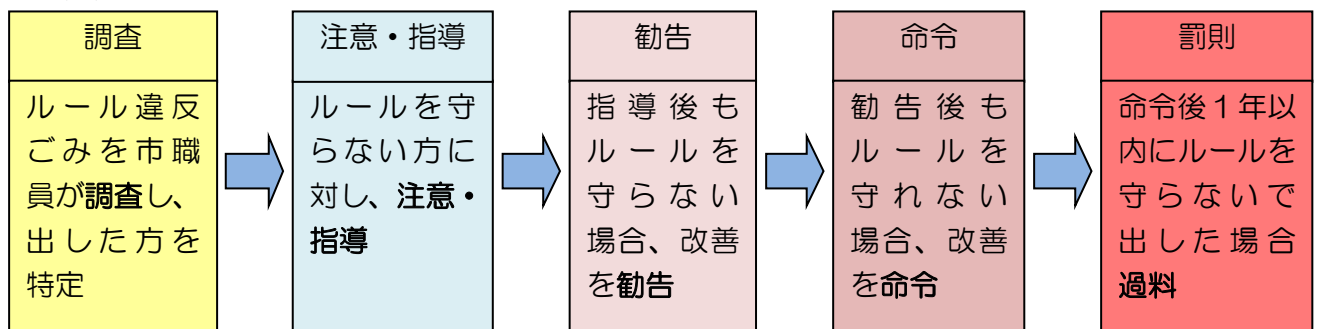 調査
ルール違反
ごみを市職
員が調査し、
出した方を
特定
注意・指導
ルールを守
らない方に
対し、注意・
指導
勧告
指導後も
ルールを
守らない
場合、改善
を勧告
命令
勧告後も
ルールを
守れない
場合、改善
を命令
罰則
命令後１年以
内にルールを
守らないで
出した場合
過料